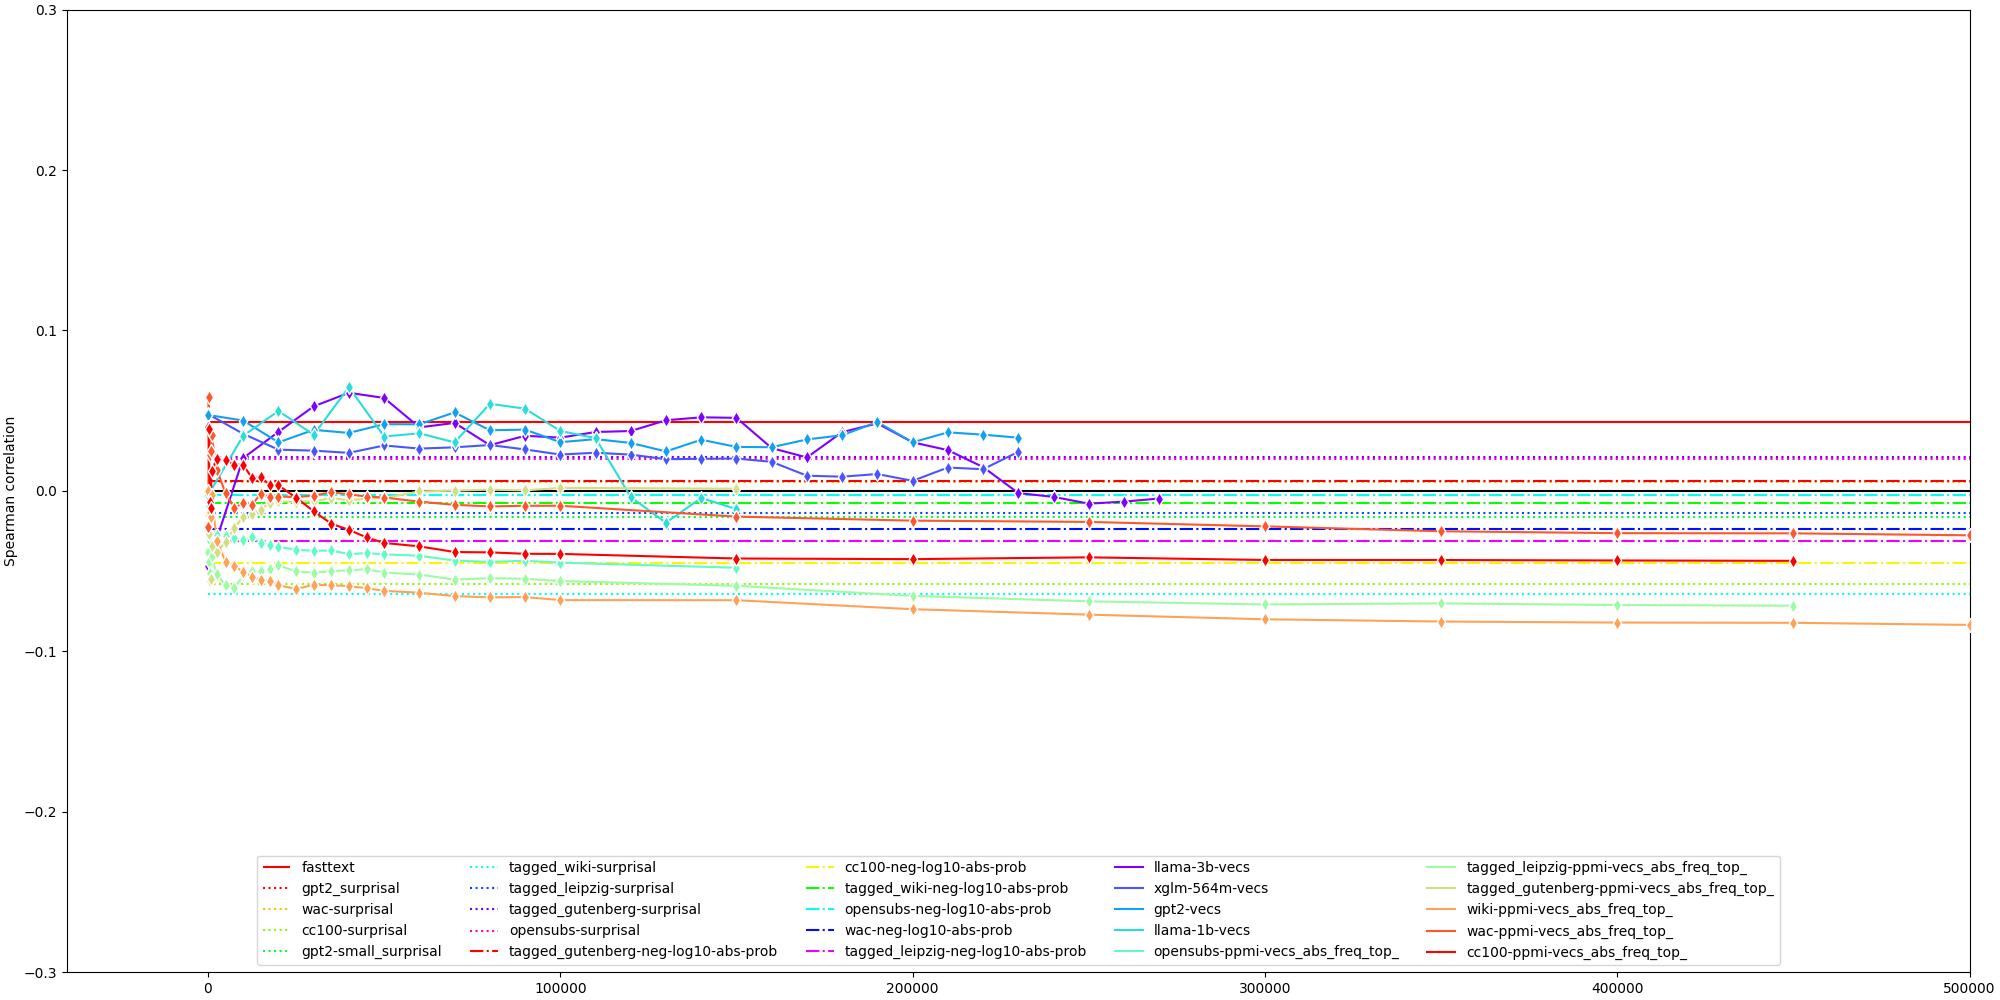 0.3
0.2
0.1
0.0
−0.1
−0.2
−0.3
Spearman correlation
fasttext
gpt2_surprisal
wac-surprisal
cc100-surprisal
gpt2-small_surprisal
tagged_wiki-surprisal
tagged_leipzig-surprisal
tagged_gutenberg-surprisal
opensubs-surprisal
tagged_gutenberg-neg-log10-abs-prob
cc100-neg-log10-abs-prob
tagged_wiki-neg-log10-abs-prob
opensubs-neg-log10-abs-prob
wac-neg-log10-abs-prob
tagged_leipzig-neg-log10-abs-prob
llama-3b-vecs
xglm-564m-vecs
gpt2-vecs
llama-1b-vecs
opensubs-ppmi-vecs_abs_freq_top_
tagged_leipzig-ppmi-vecs_abs_freq_top_
tagged_gutenberg-ppmi-vecs_abs_freq_top_
wiki-ppmi-vecs_abs_freq_top_
wac-ppmi-vecs_abs_freq_top_
cc100-ppmi-vecs_abs_freq_top_
0 100000 200000 300000 400000 500000